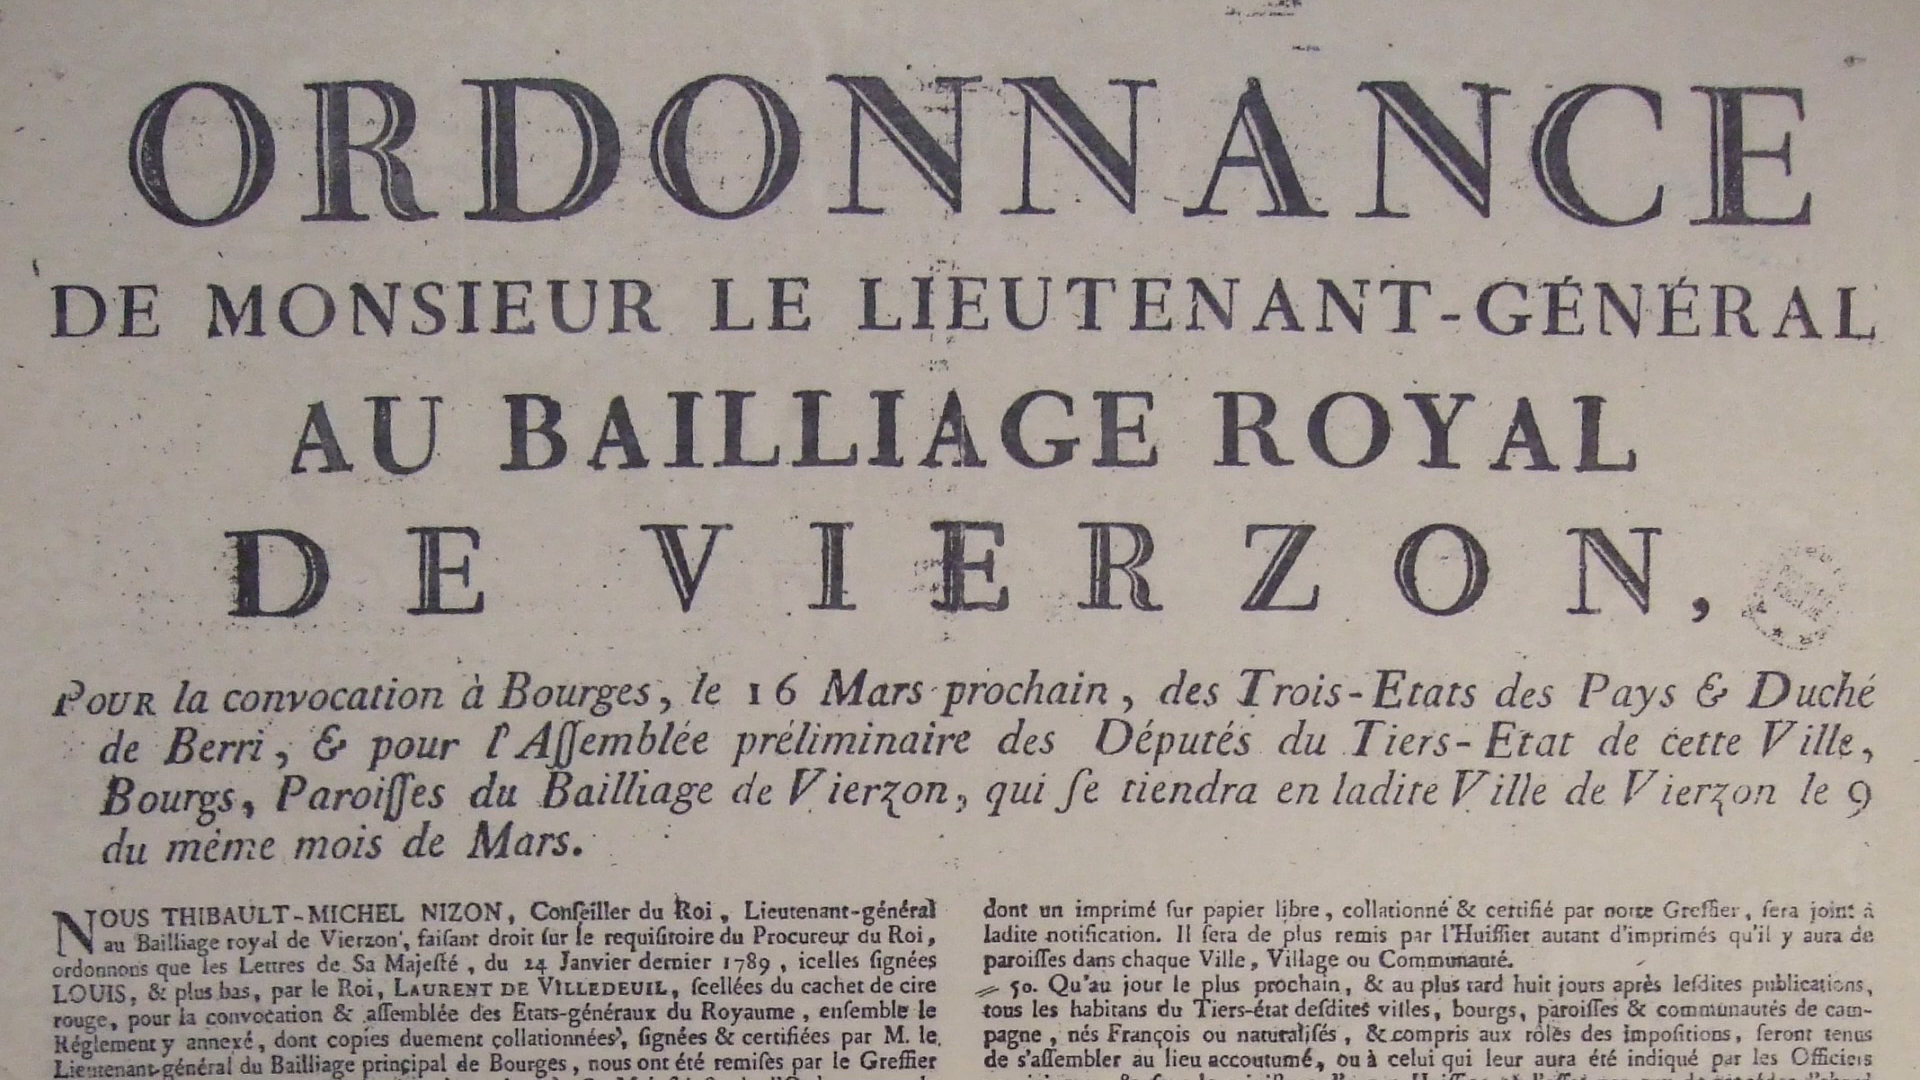 ORDONNANCE
DE MONSIEUR LE LIEUTENANT-GÉNÉRAL
AU BAILLIAGE ROYAL
DE VIERZON,
POUR la convocation à Bourges, le 16 Mars prochain, des Trois-Etats des Pays & Duché
de Berri, & pour l'Aſſemblée préliminaire des Députés du Tiers-Etat de cette Ville,
Bourgs, Paroiſſes du Bailliage de Vierzon, qui ſe tiendra en ladite Ville de Vierzon le 9
du même mois de Mars.
NOUS THIBAULT-MICHEL NIZON, Conſeiller du Roi, Lieutenant-général
au Bailliage royal de Vierzon, faiſant droit ſur le requiſitoire du Procureur du Roi,
ordonnons que les Lettres de Sa Majeſté, du 24 Janvier dernier 1789, icelles ſignées
LOUIS, & plus bas, par le Roi, LAURENT DE VILLEDEUIL, ſcellées du cachet de cire
rouge, pour la convocation & aſſemblée des Etats-généraux du Royaume, enſemble le
Réglement y annexé, dont copies duement collationnées, ſignées & certifiées par M. le
Lieutenant-général du Bailliage principal de Bourges, nous ont été remiſes par le Greffier
dont un imprimé ſur papier libre, collationné & certifié par notre Greffier, ſera joint à
ladite notification. Il ſera de plus remis par l'Huiſſier autant d'imprimés qu'il y aura de
paroiſſes dans chaque Ville, Village ou Communauté.
5o. Qu'au jour le plus prochain, & au plus tard huit jours après leſdites publications,
tous les habitans du Tiers-état deſdites villes, bourgs, paroiſſes & communautés de cam-
pagne, nés François ou naturaliſés, & compris aux rôles des impoſitions, ſeront tenus
de s'aſſembler au lieu accoutumé, ou à celui qui leur aura été indiqué par les Officiers